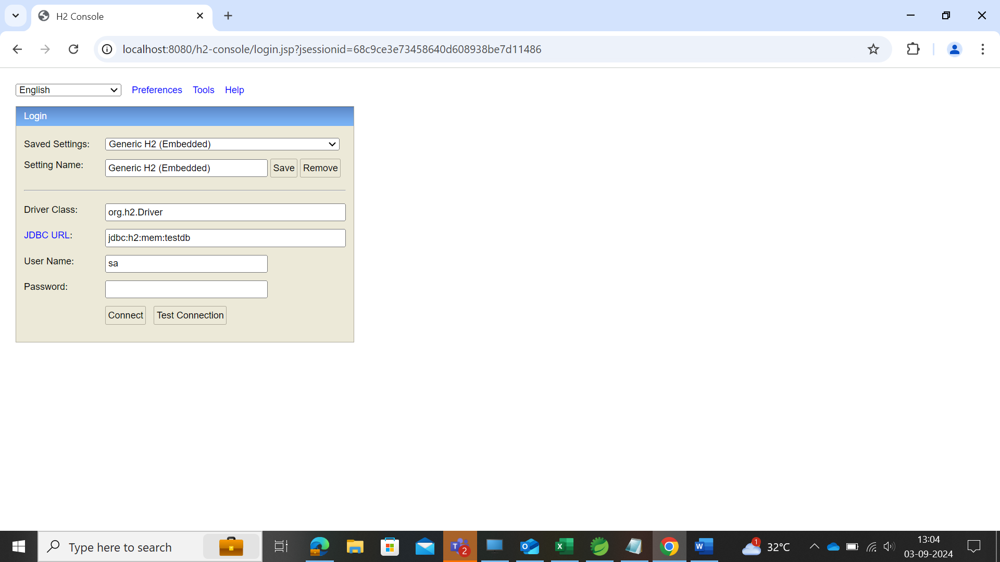 H2 Console
localhost:8080/h2-console/login.jsp?jsessionid=68c9ce3e73458640d608938be7d11486
English Preferences Tools Help
Login
Saved Settings: Generic H2 (Embedded)
Setting Name: Generic H2 (Embedded) Save Remove
Driver Class: org.h2.Driver
JDBC URL: jdbc:h2:mem:testdb
User Name: sa
Password:
Connect Test Connection
Type here to search
T 2
X
W
1
32°C
13:04
03-09-2024